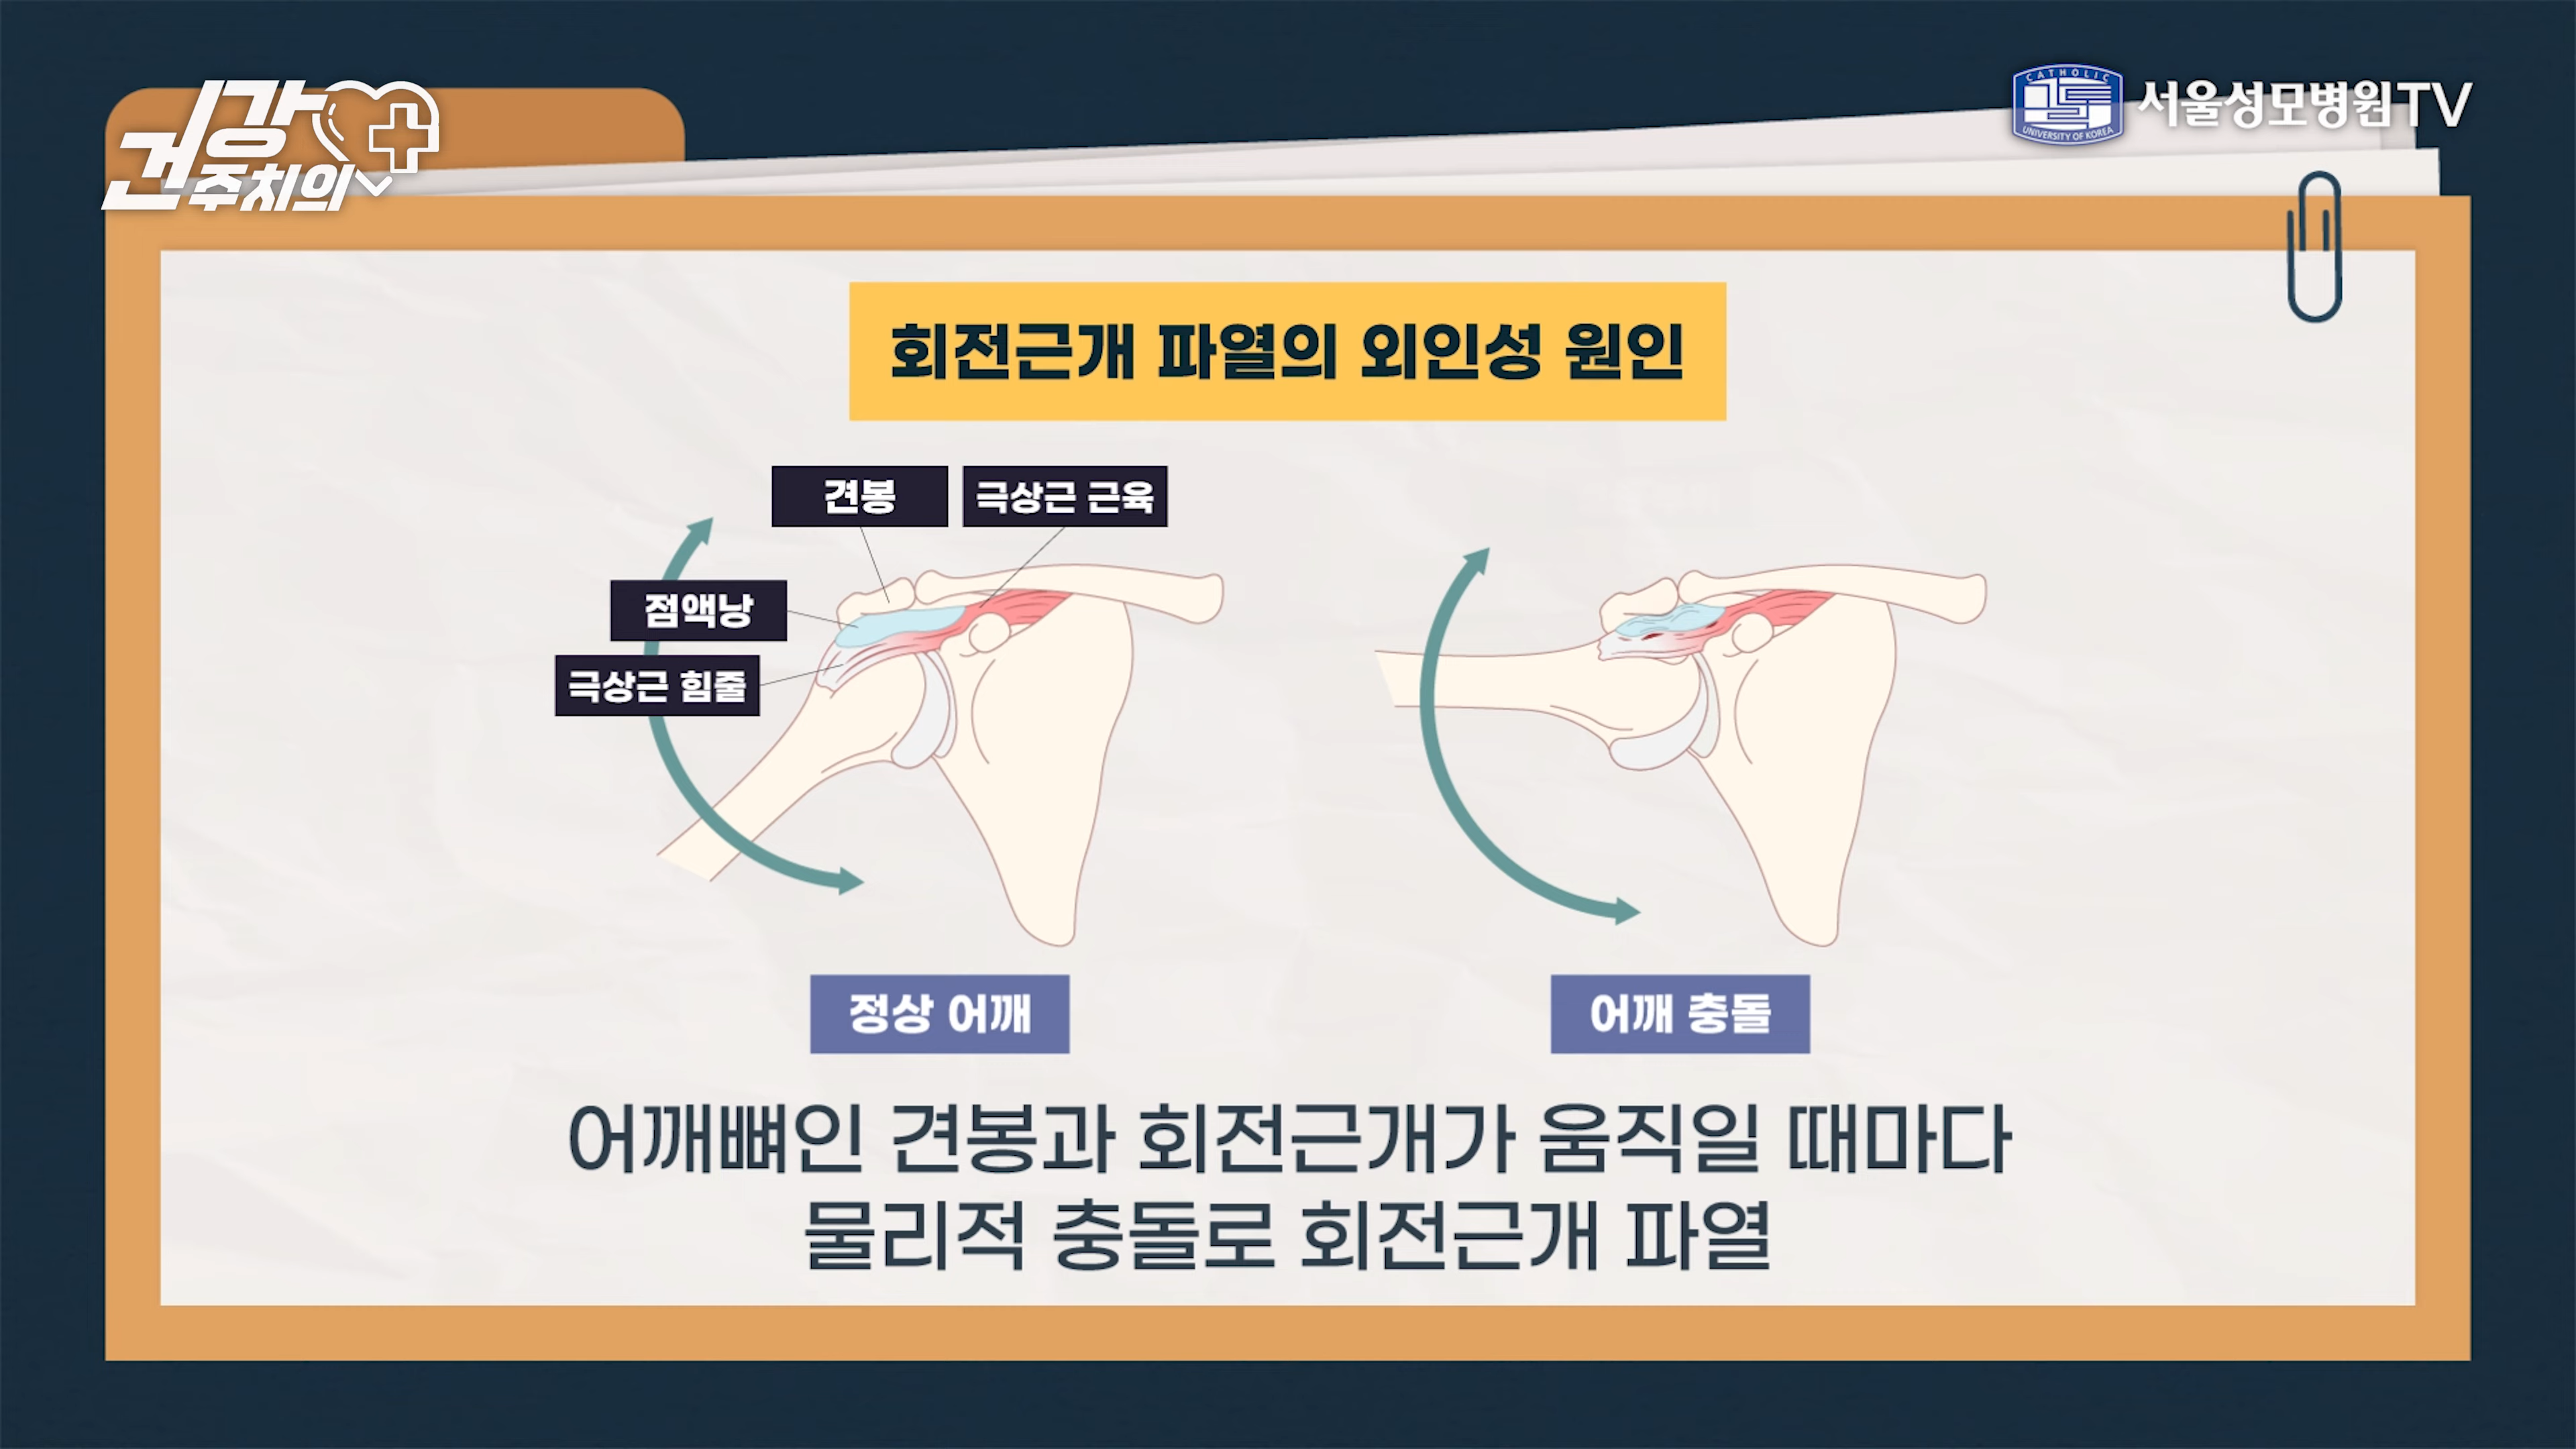 건강
주치의
CATHOLIC
UNIVERSITY OF KOREA
서울성모병원TV
회전근개 파열의 외인성 원인
견봉
극상근 근육
점액낭
극상근 힘줄
정상 어깨
어깨 충돌
어깨뼈인 견봉과 회전근개가 움직일 때마다
물리적 충돌로 회전근개 파열